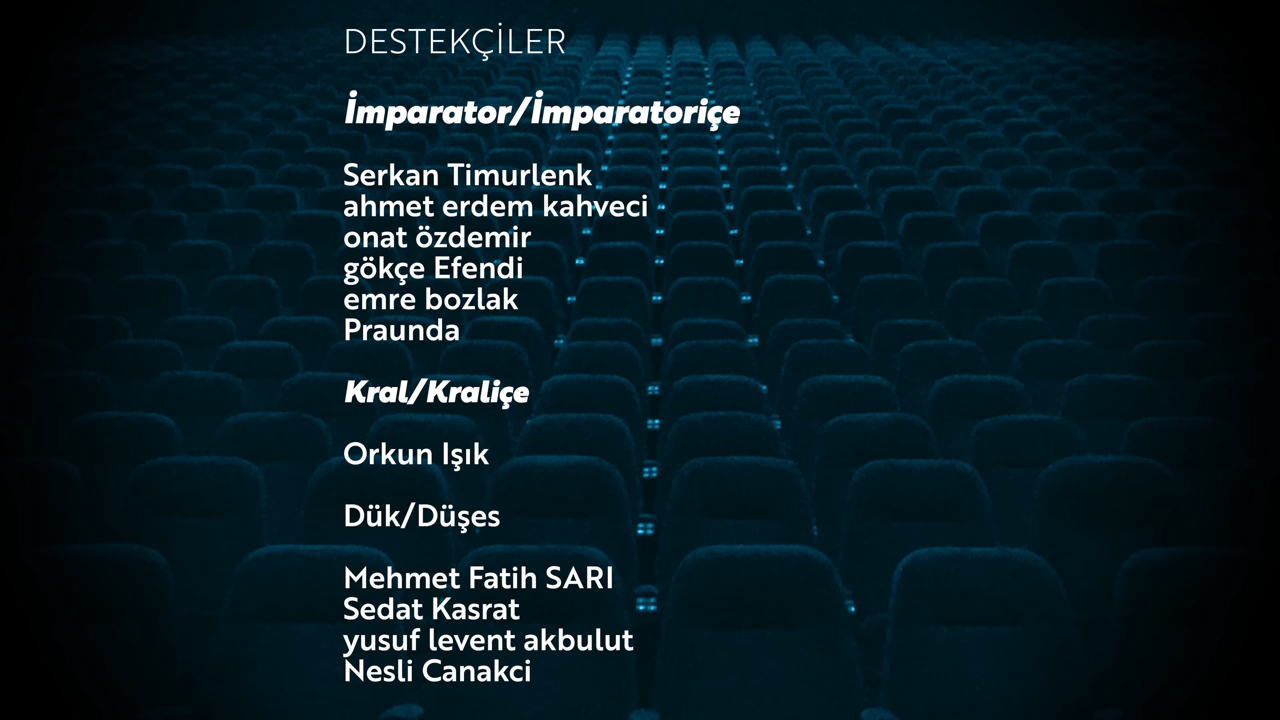 DESTEKÇİLER
İmparator/İmparatoriçe
Serkan Timurlenk
ahmet erdem kahveci
onat özdemir
gökçe Efendi
emre bozlak
Praunda
Kral/Kraliçe
Orkun Işık
Dük/Düşes
Mehmet Fatih SARI
Sedat Kasrat
yusuf levent akbulut
Nesli Canakci